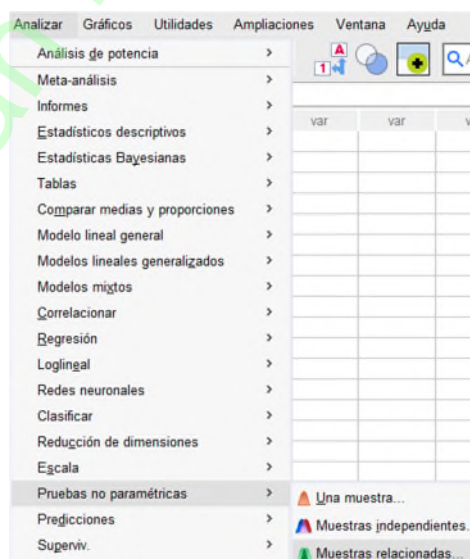 Analizar Gráficos Utilidades Ampliaciones Ventana Ayuda
Análisis de potencia
Meta-análisis
Informes
var var
Estadísticos descriptivos
Estadísticas Bayesianas
Tablas
Comparar medias y proporciones
Modelo lineal general
Modelos lineales generalizados
Modelos mixtos
Correlacionar
Regresión
Loglineal
Redes neuronales
Clasificar
Reducción de dimensiones
Escala
Pruebas no paramétricas
Una muestra...
Predicciones
Muestras independientes.
Superviv.
Muestras relacionadas...